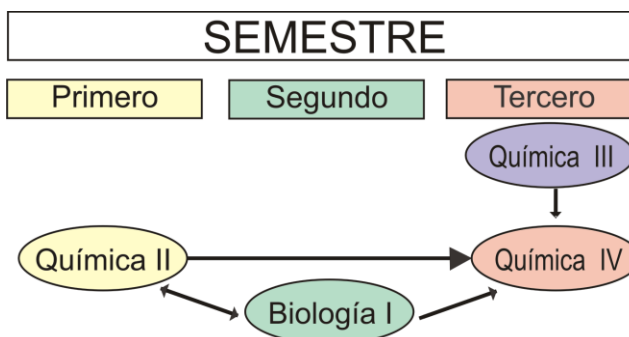 SEMESTRE
Primero Segundo Tercero
Química III
Química II Química IV
Biología I